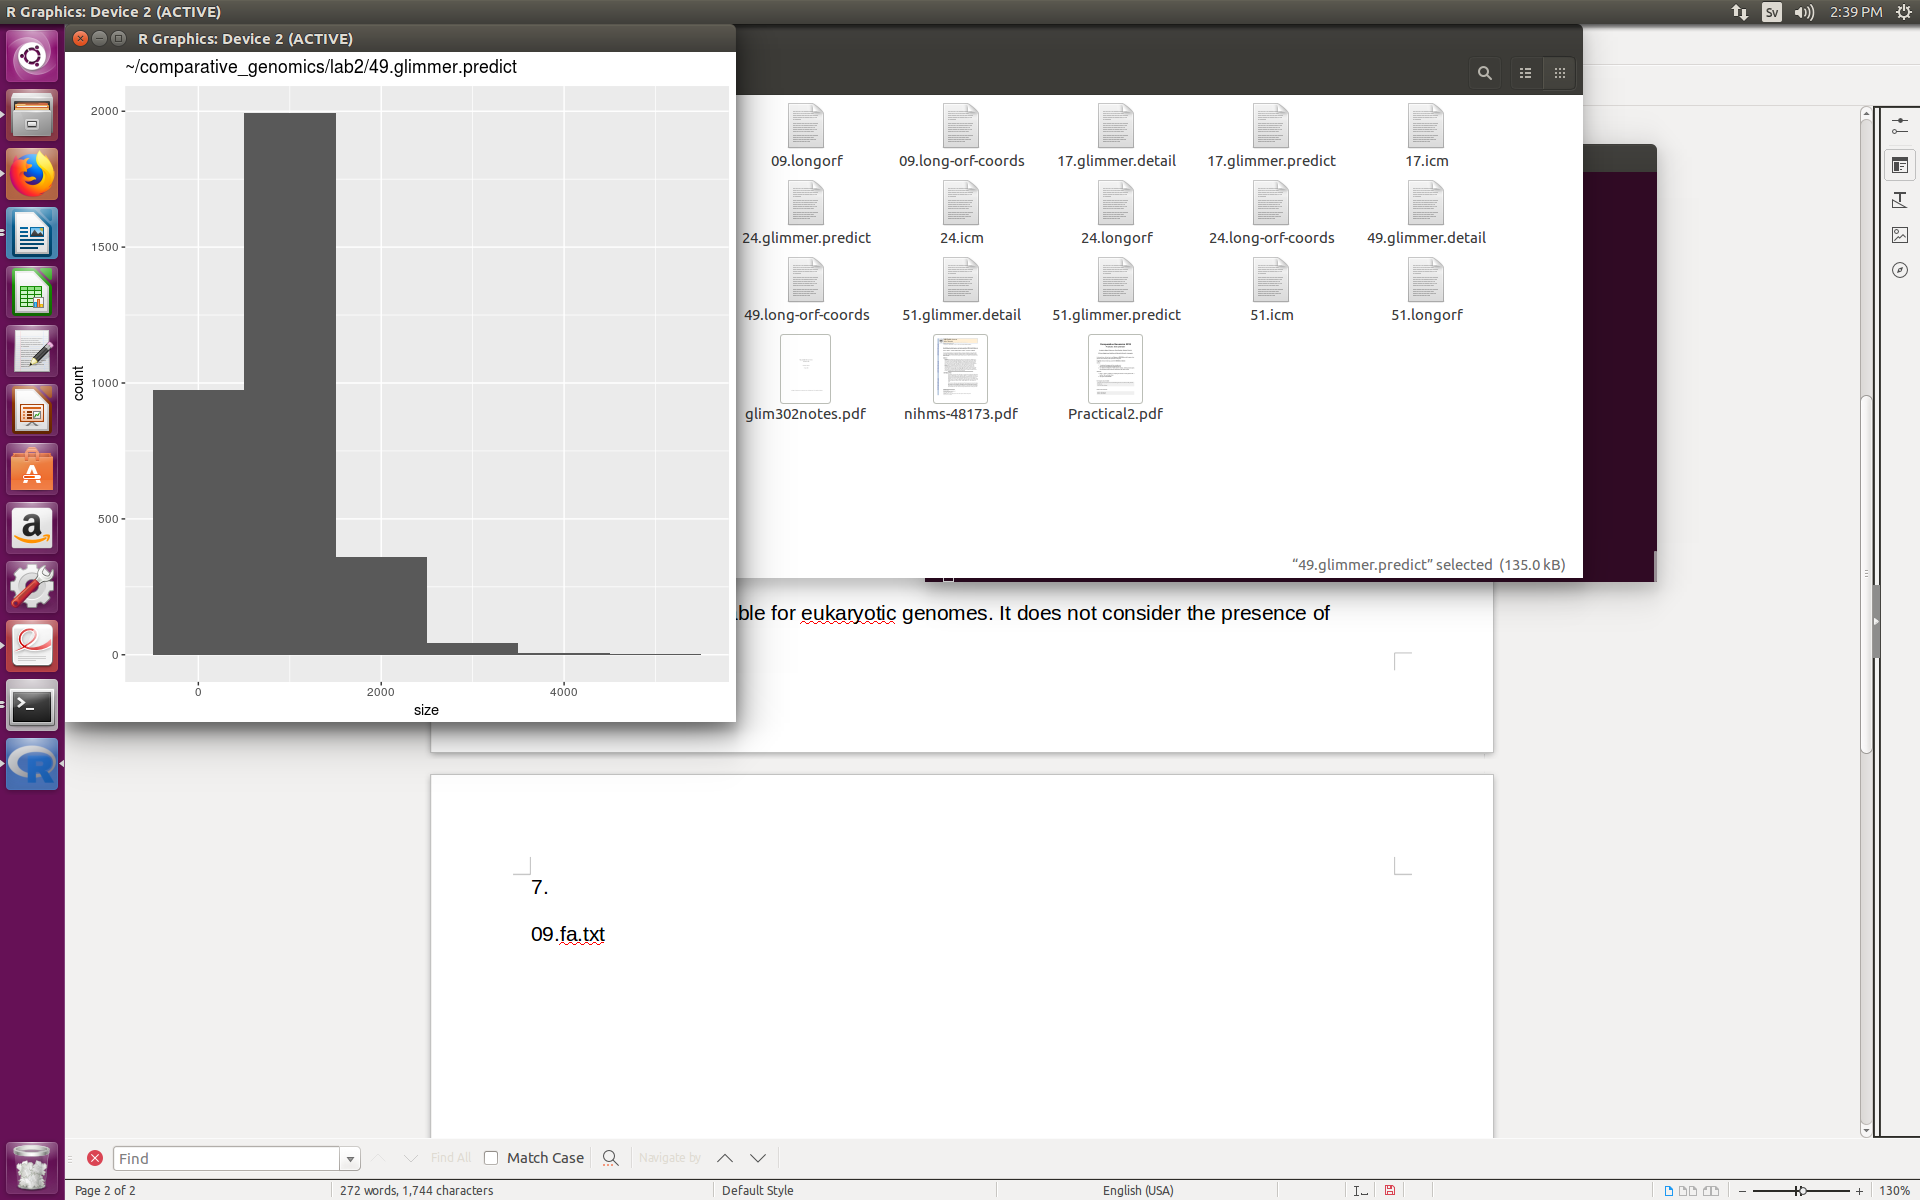 R Graphics: Device 2 (ACTIVE)
Sv
2:39 PM
R Graphics: Device 2 (ACTIVE)
~/comparative_genomics/lab2/49.glimmer.predict
2000
1500
1000
500
0
count
0 2000 4000
size
09.longorf 09.long-orf-coords 17.glimmer.detail 17.glimmer.predict 17.icm
24.glimmer.predict 24.icm 24.longorf 24.long-orf-coords 49.glimmer.detail
49.long-orf-coords 51.glimmer.detail 51.glimmer.predict 51.icm 51.longorf
glim302notes.pdf nihms-48173.pdf Practical2.pdf
“49.glimmer.predict” selected (135.0 kB)
ble for eukaryotic genomes. It does not consider the presence of
7.
09.fa.txt
Find
Find All
Match Case
Navigate by
Page 2 of 2
272 words, 1,744 characters
Default Style
English (USA)
130%